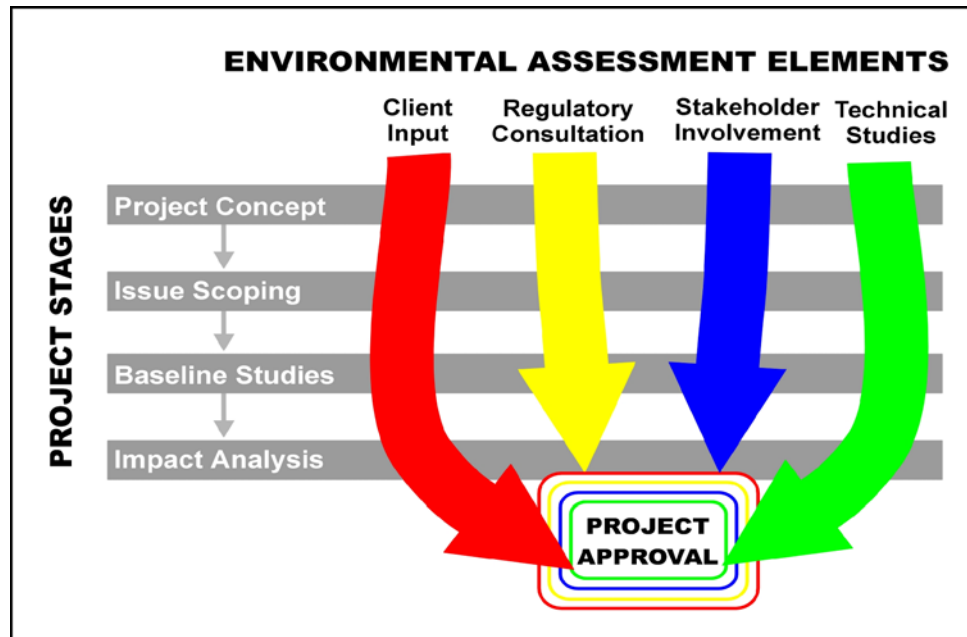 ENVIRONMENTAL ASSESSMENT ELEMENTS
Client
Input
Regulatory
Consultation
Stakeholder
Involvement
Technical
Studies
PROJECT STAGES
Project Concept
Issue Scoping
Baseline Studies
Impact Analysis
PROJECT
APPROVAL